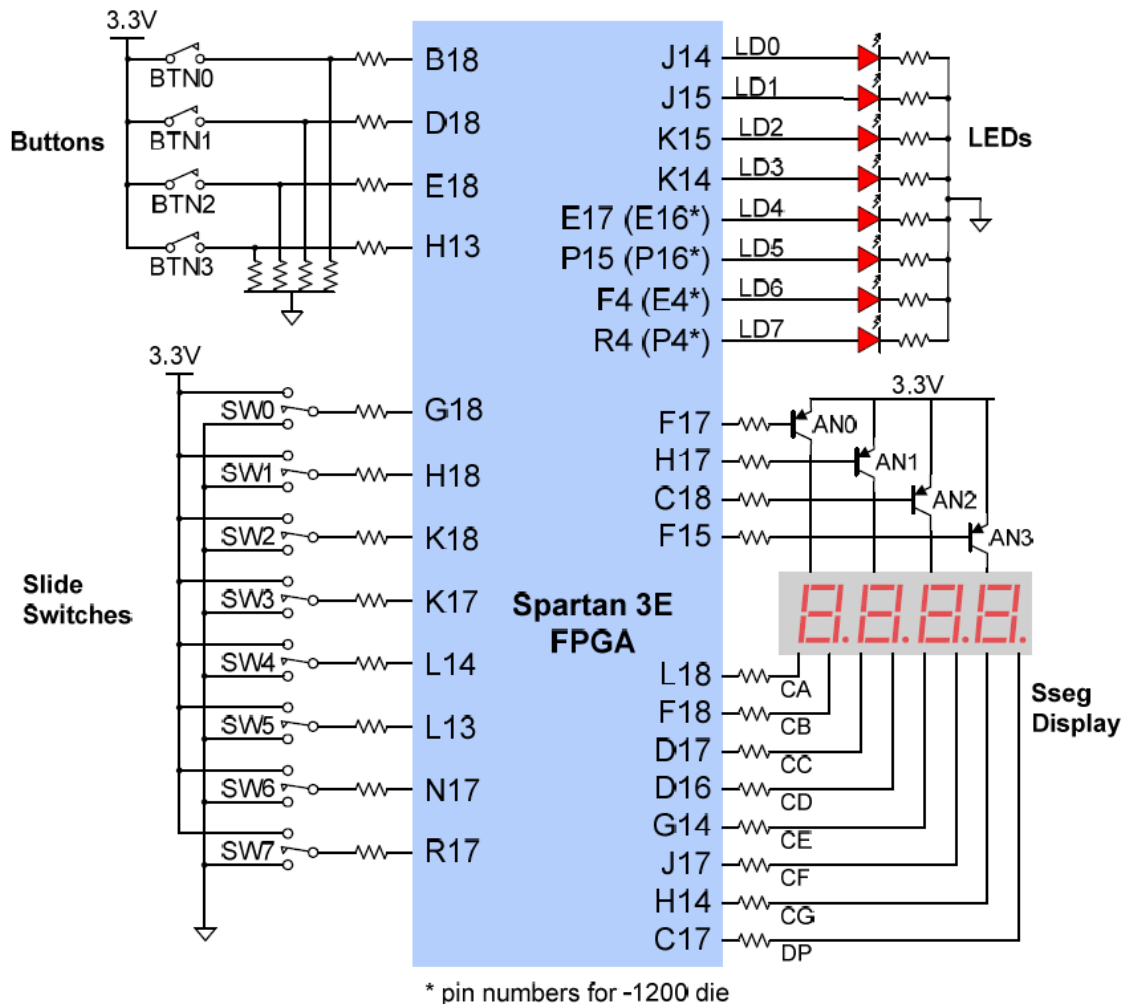 3.3V
BTN0
BTN1
BTN2
BTN3
Buttons
B18
D18
E18
H13
J14 LD0
J15 LD1
K15 LD2
K14 LD3
E17 (E16*) LD4
P15 (P16*) LD5
F4 (E4*) LD6
R4 (P4*) LD7
LEDs
3.3V
SW0 G18
SW1 H18
SW2 K18
SW3 K17
SW4 L14
SW5 L13
SW6 N17
SW7 R17
Slide
Switches
Spartan 3E
FPGA
3.3V
F17 AN0
H17 AN1
C18 AN2
F15 AN3
8.8.8.8.
L18 CA
F18 CB
D17 CC
D16 CD
G14 CE
J17 CF
H14 CG
C17 DP
Sseg
Display
* pin numbers for -1200 die